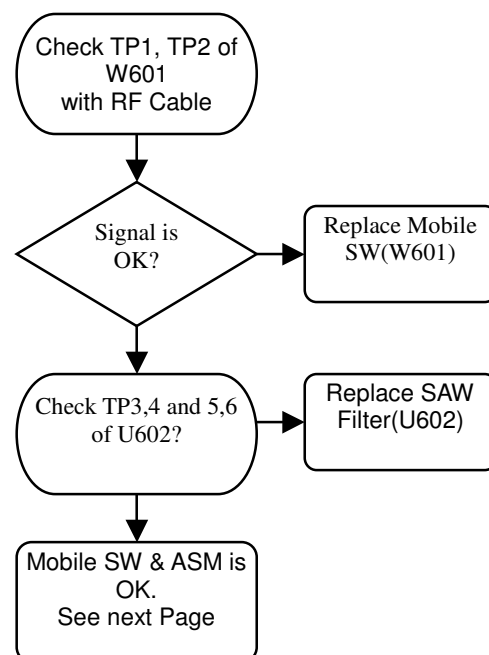 Check TP1, TP2 of
W601
with RF Cable
Signal is
OK?
Replace Mobile
SW(W601)
Check TP3,4 and 5,6
of U602?
Replace SAW
Filter(U602)
Mobile SW & ASM is
OK.
See next Page